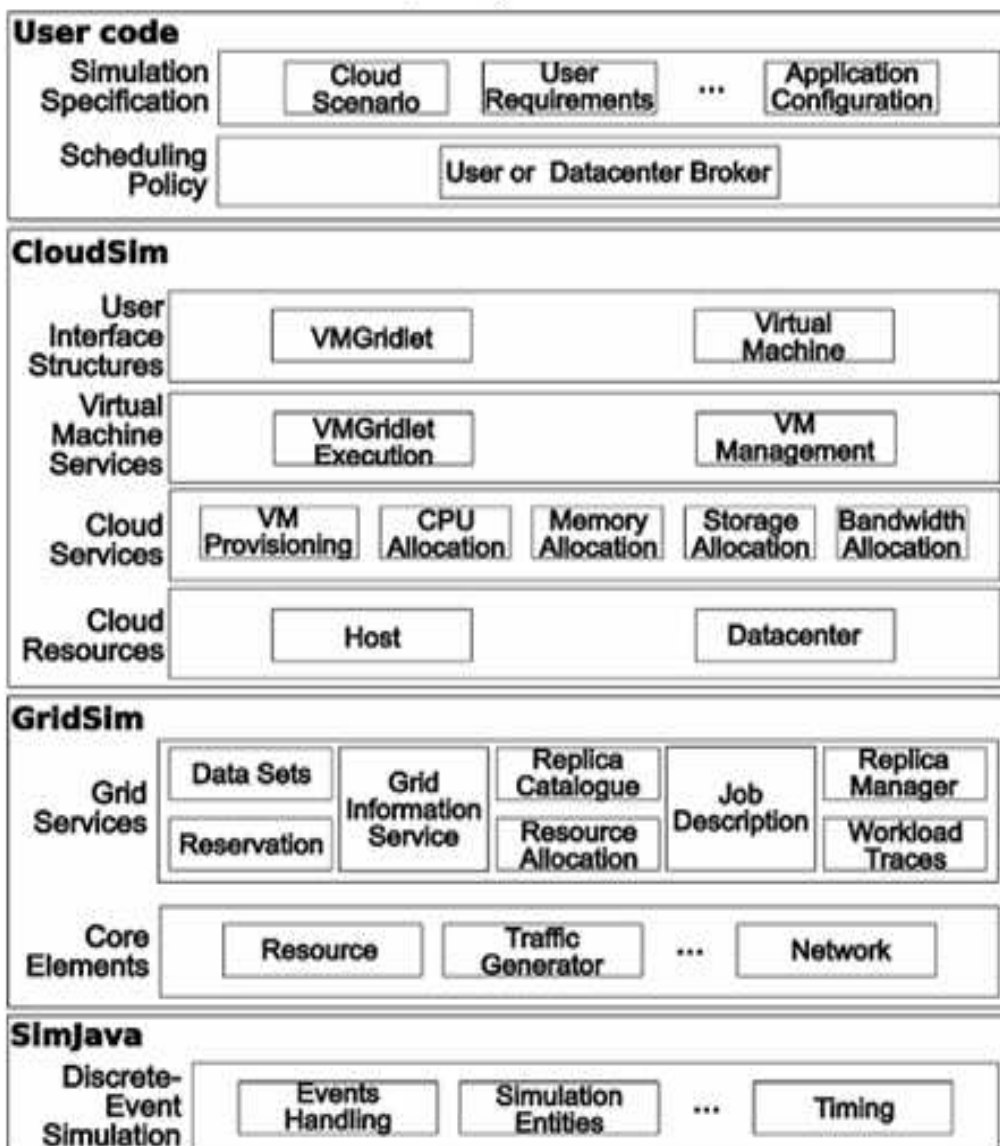 User code
Simulation
Specification
Cloud
Scenario
User
Requirements
...
Application
Configuration
Scheduling
Policy
User or Datacenter Broker
CloudSim
User
Interface
Structures
VMGridlet
Virtual
Machine
Virtual
Machine
Services
VMGridlet
Execution
VM
Management
Cloud
Services
VM
Provisioning
CPU
Allocation
Memory
Allocation
Storage
Allocation
Bandwidth
Allocation
Cloud
Resources
Host
Datacenter
GridSim
Grid
Services
Data Sets
Reservation
Grid
Information
Service
Replica
Catalogue
Resource
Allocation
Job
Description
Replica
Manager
Workload
Traces
Core
Elements
Resource
Traffic
Generator
...
Network
SimJava
Discrete-
Event
Simulation
Events
Handling
Simulation
Entities
...
Timing